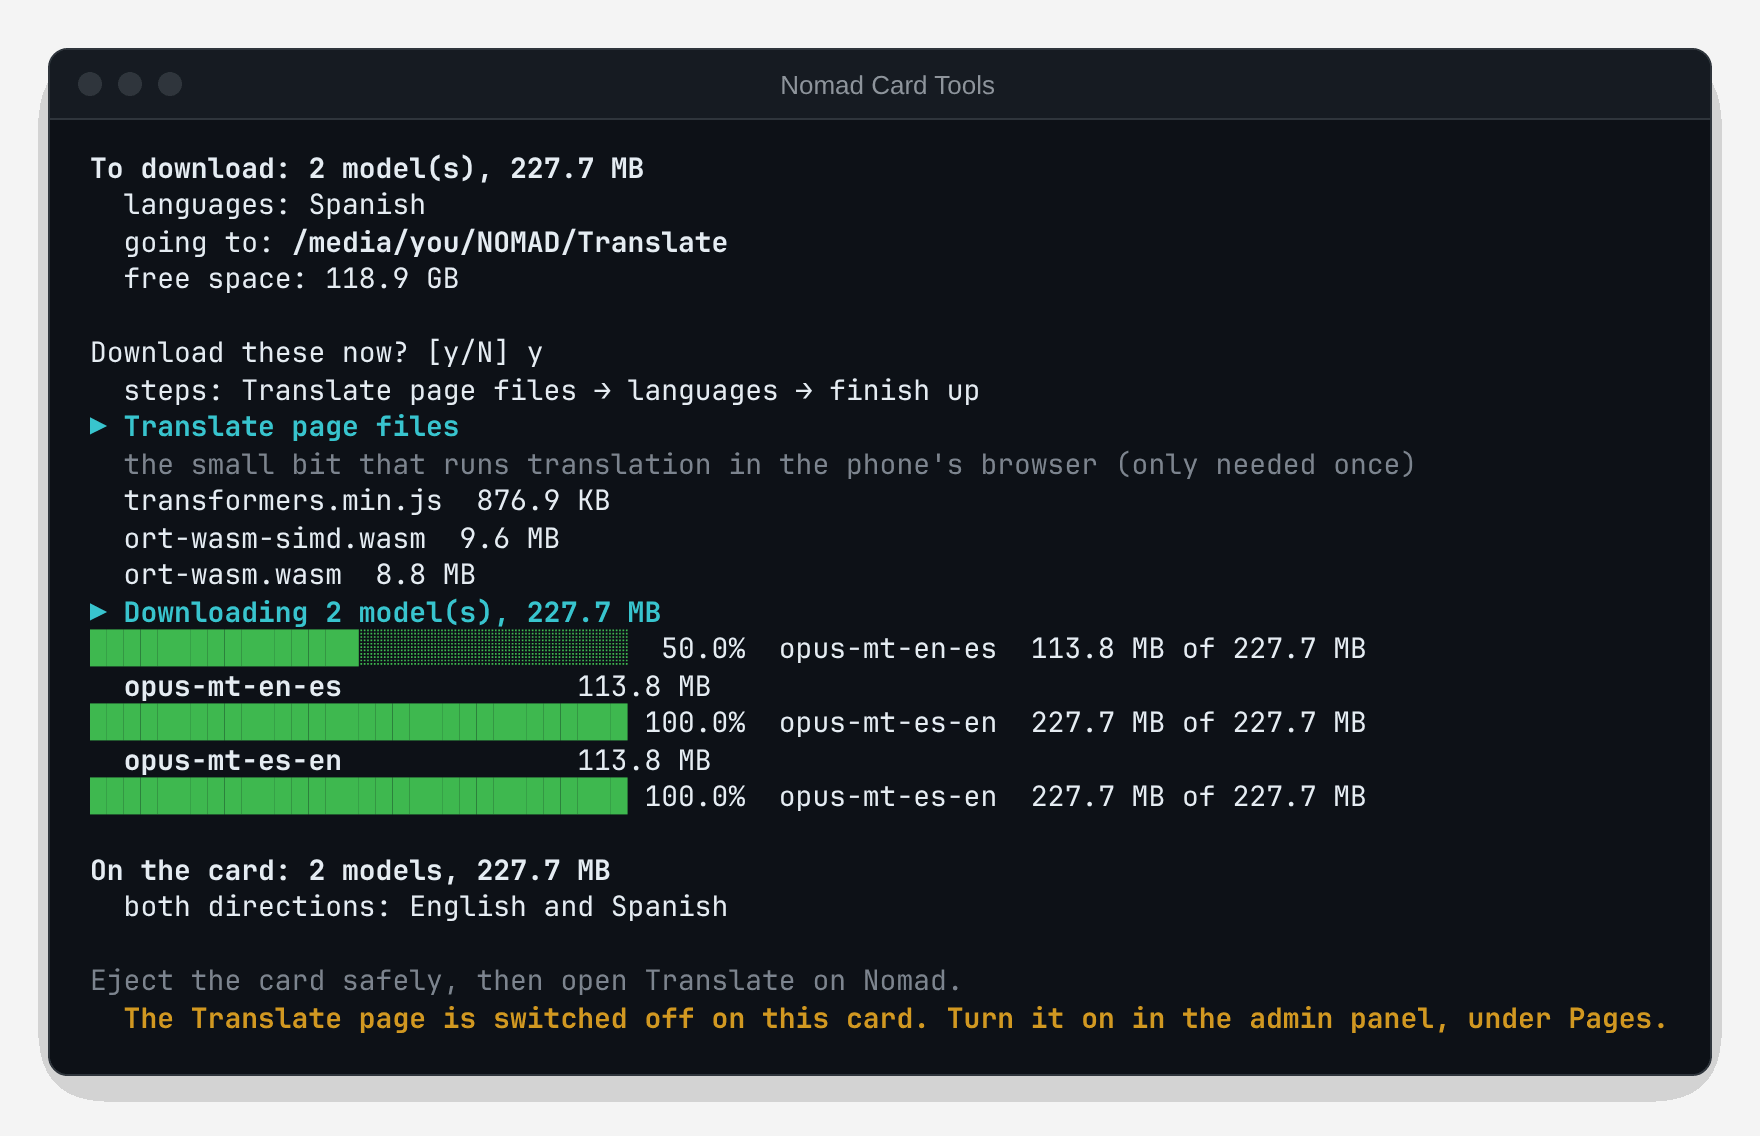 Nomad Card Tools
To download: 2 model(s), 227.7 MB
languages: Spanish
going to: /media/you/NOMAD/Translate
free space: 118.9 GB
Download these now? [y/N] y
steps: Translate page files → languages → finish up
▶ Translate page files
the small bit that runs translation in the phone's browser (only needed once)
transformers.min.js  876.9 KB
ort-wasm-simd.wasm  9.6 MB
ort-wasm.wasm  8.8 MB
▶ Downloading 2 model(s), 227.7 MB
50.0%  opus-mt-en-es  113.8 MB of 227.7 MB
opus-mt-en-es  113.8 MB
100.0%  opus-mt-es-en  227.7 MB of 227.7 MB
opus-mt-es-en  113.8 MB
100.0%  opus-mt-es-en  227.7 MB of 227.7 MB
On the card: 2 models, 227.7 MB
both directions: English and Spanish
Eject the card safely, then open Translate on Nomad.
The Translate page is switched off on this card. Turn it on in the admin panel, under Pages.